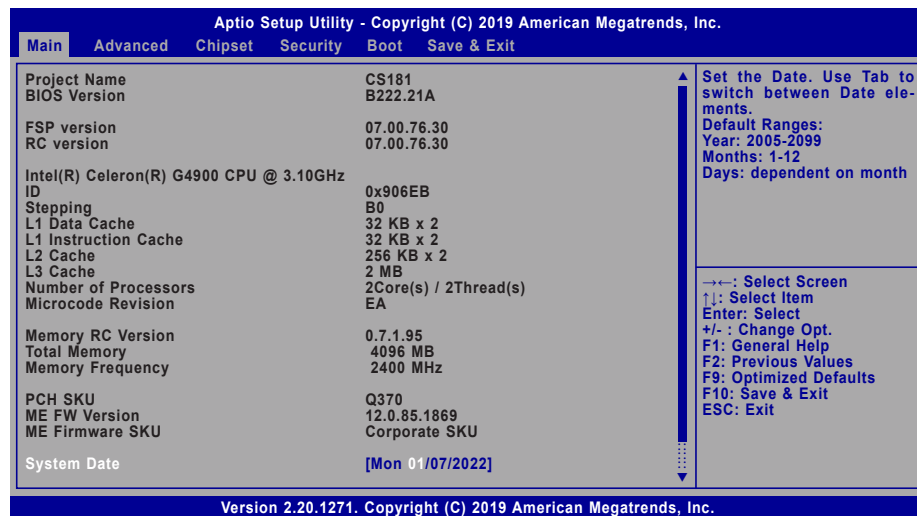 Aptio Setup Utility - Copyright (C) 2019 American Megatrends, Inc.
Main Advanced Chipset Security Boot Save & Exit
Project Name CS181
BIOS Version B222.21A
FSP version 07.00.76.30
RC version 07.00.76.30
Intel(R) Celeron(R) G4900 CPU @ 3.10GHz
ID 0x906EB
Stepping B0
L1 Data Cache 32 KB x 2
L1 Instruction Cache 32 KB x 2
L2 Cache 256 KB x 2
L3 Cache 2 MB
Number of Processors 2Core(s) / 2Thread(s)
Microcode Revision EA
Memory RC Version 0.7.1.95
Total Memory 4096 MB
Memory Frequency 2400 MHz
PCH SKU Q370
ME FW Version 12.0.85.1869
ME Firmware SKU Corporate SKU
System Date [Mon 01/07/2022]
Set the Date. Use Tab to
switch between Date ele-
ments.
Default Ranges:
Year: 2005-2099
Months: 1-12
Days: dependent on month
→←: Select Screen
↑↓: Select Item
Enter: Select
+/- : Change Opt.
F1: General Help
F2: Previous Values
F9: Optimized Defaults
F10: Save & Exit
ESC: Exit
Version 2.20.1271. Copyright (C) 2019 American Megatrends, Inc.